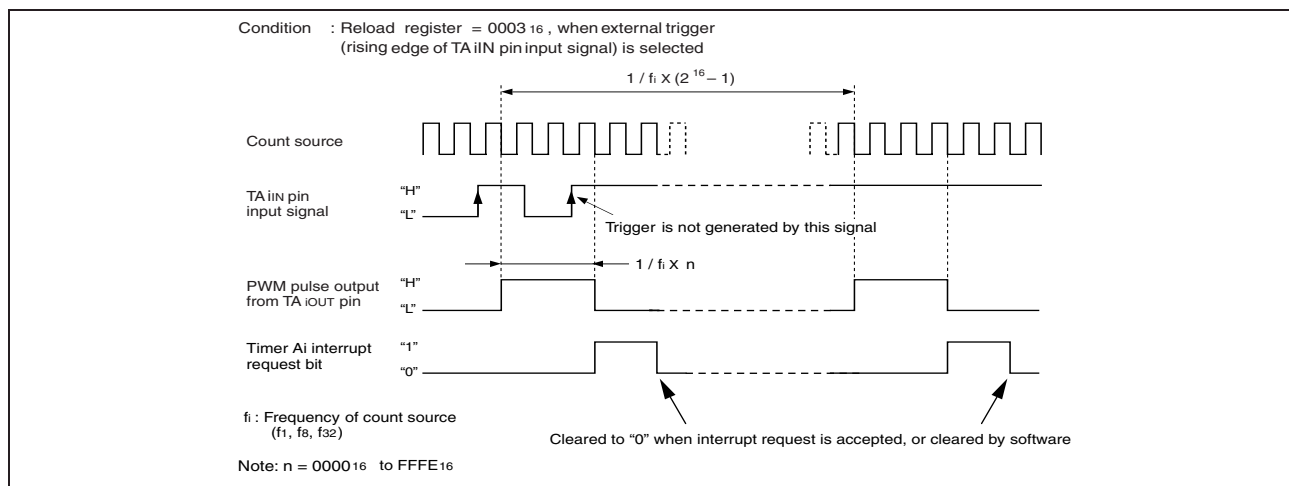 Condition : Reload register = 0003 16 , when external trigger
(rising edge of TA iIN pin input signal) is selected
1 / fi X (2 16 – 1)
Count source
TA iIN pin
input signal
“H”
“L”
Trigger is not generated by this signal
1 / fi X n
PWM pulse output
from TA iOUT pin
“H”
“L”
Timer Ai interrupt
request bit
“1”
“0”
fi : Frequency of count source
(f1, f8, f32)
Cleared to “0” when interrupt request is accepted, or cleared by software
Note: n = 0000 16 to FFFE 16